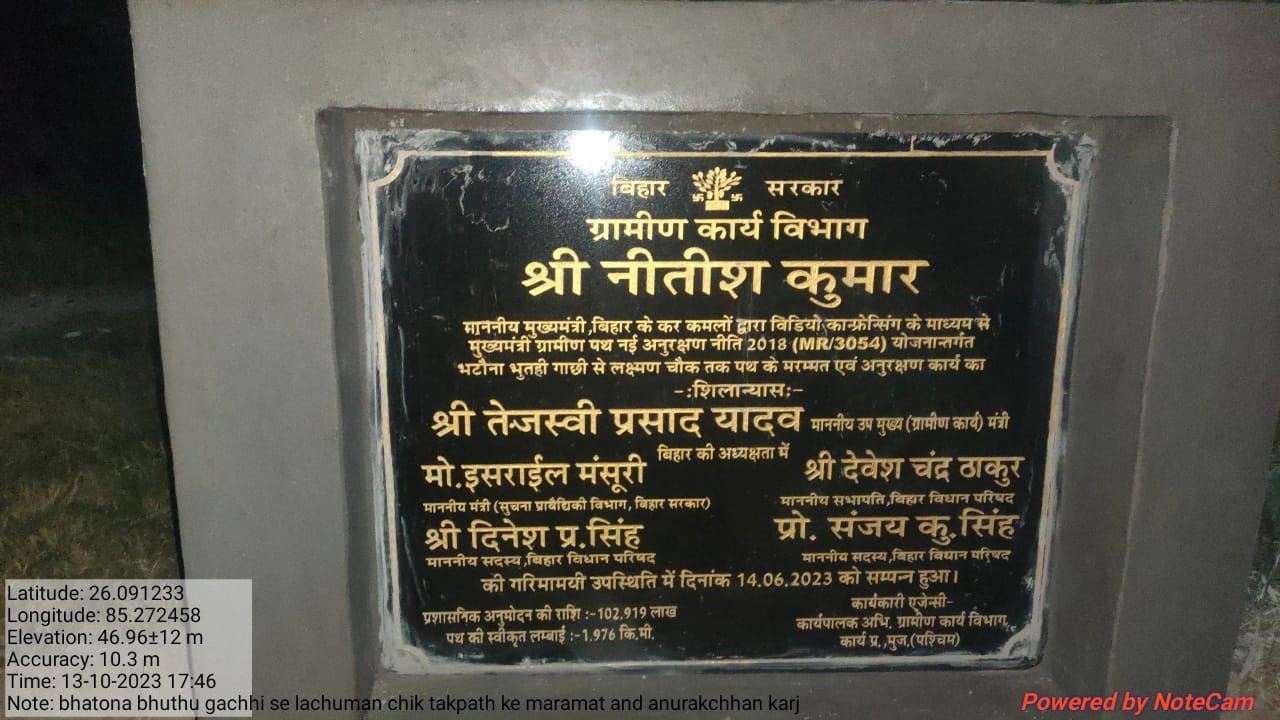 बिहार सरकार
ग्रामीण कार्य विभाग
श्री नीतीश कुमार
माननीय मुख्यमंत्री,बिहार के कर कमलों द्वारा विडियो कान्फ्रेन्सिंग के माध्यम से
मुख्यमंत्री ग्रामीण पथ नई अनुरक्षण नीति 2018 (MR/3054) योजनान्तर्गत
भटौना भुतही गाछी से लक्ष्मण चौक तक पथ के मरम्मत एवं अनुरक्षण कार्य का
-:शिलान्यास:-
श्री तेजस्वी प्रसाद यादव माननीय उप मुख्य (ग्रामीण कार्य) मंत्री
बिहार की अध्यक्षता में
मो.इसराईल मंसूरी
माननीय मंत्री (सुचना प्रावैद्यिकी विभाग, बिहार सरकार)
श्री देवेश चंद्र ठाकुर
माननीय सभापति,बिहार विधान परिषद
श्री दिनेश प्र.सिंह
माननीय सदस्य,बिहार विधान परिषद
प्रो. संजय कु.सिंह
माननीय सदस्य,बिहार विधान परिषद
की गरिमामयी उपस्थिति में दिनांक 14.06.2023 को सम्पन्न हुआ।
प्रशासनिक अनुमोदन की राशि :-102.919 लाख
पथ की स्वीकृत लम्बाई :-1.976 कि.मी.
कार्यकारी एजेन्सी-
कार्यपालक अभि. ग्रामीण कार्य विभाग,
कार्य प्र.,मुज.(पश्चिम)
Latitude: 26.091233
Longitude: 85.272458
Elevation: 46.96±12 m
Accuracy: 10.3 m
Time: 13-10-2023 17:46
Note: bhatona bhuthu gachhi se lachuman chik takpath ke maramat and anurakchhan karj
Powered by NoteCam